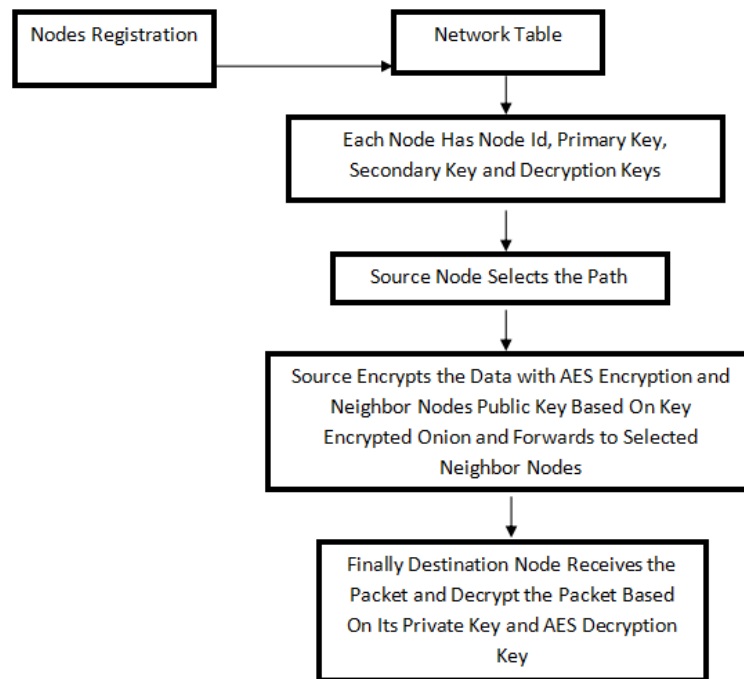 Nodes Registration
Network Table
Each Node Has Node Id, Primary Key,
Secondary Key and Decryption Keys
Source Node Selects the Path
Source Encrypts the Data with AES Encryption and
Neighbor Nodes Public Key Based On Key
Encrypted Onion and Forwards to Selected
Neighbor Nodes
Finally Destination Node Receives the
Packet and Decrypt the Packet Based
On Its Private Key and AES Decryption
Key